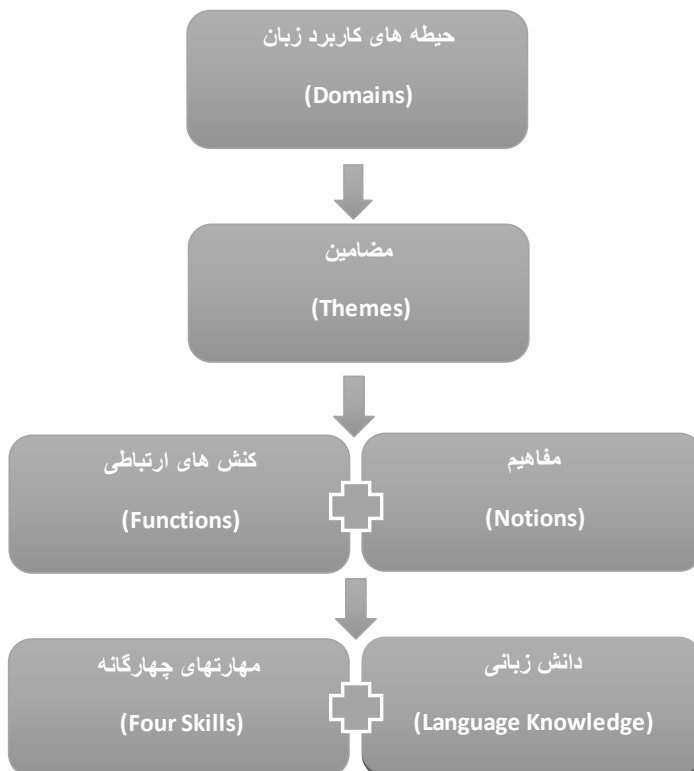 حیطه های کاربرد زبان
(Domains)
مضامین
(Themes)
مفاهیم
(Notions)
کنش های ارتباطی
(Functions)
دانش زبانی
(Language Knowledge)
مهارتهای چهارگانه
(Four Skills)